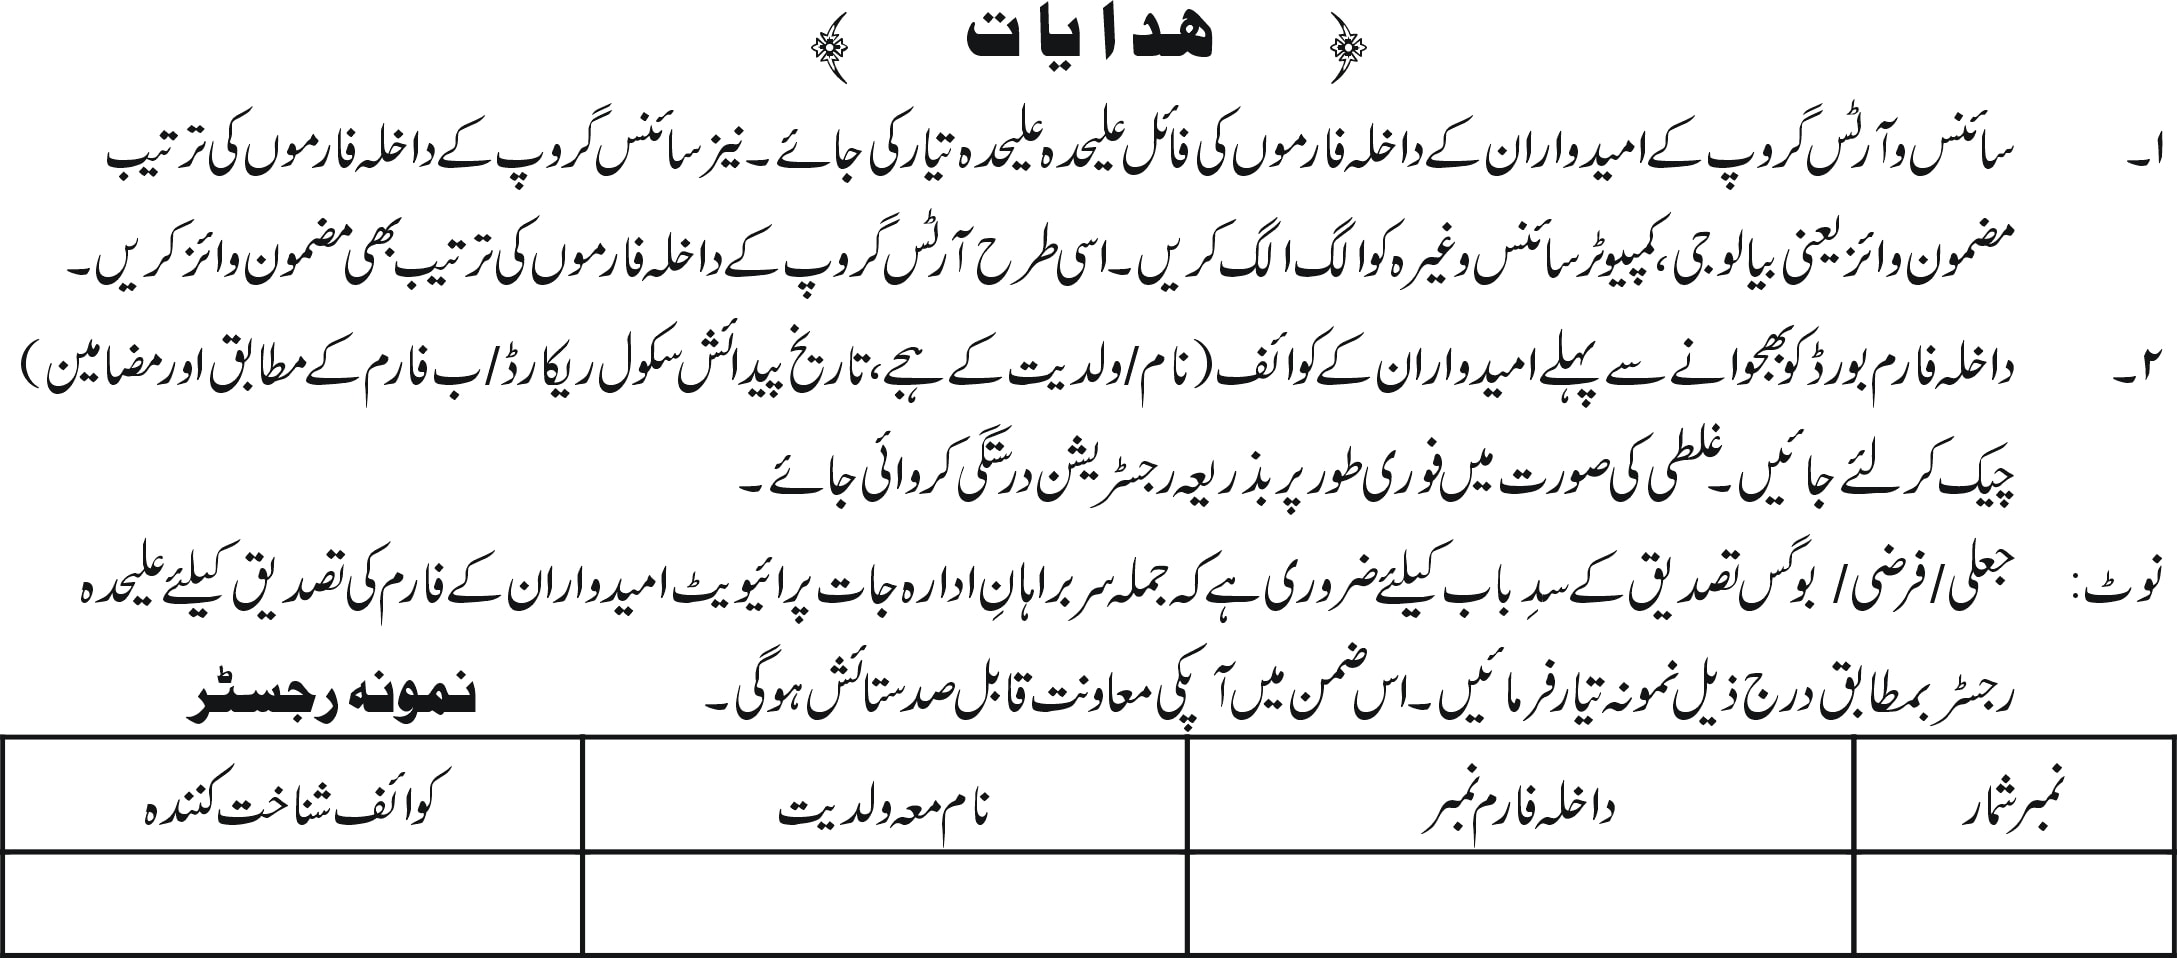 ھدایات
۱۔ سائنس و آرٹس گروپ کے امیدواران کے داخلہ فارموں کی فائل علیحدہ علیحدہ تیار کی جائے۔ نیز سائنس گروپ کے داخلہ فارموں کی ترتیب
مضمون وائز یعنی بیالوجی، کمپیوٹر سائنس وغیرہ کو الگ الگ کریں۔ اسی طرح آرٹس گروپ کے داخلہ فارموں کی ترتیب بھی مضمون وائز کریں۔
۲۔ داخلہ فارم بورڈ کو بھجوانے سے پہلے امیدواران کے کوائف (نام/ولدیت کے ہجے، تاریخ پیدائش سکول ریکارڈ/ب فارم کے مطابق اور مضامین)
چیک کر لئے جائیں۔ غلطی کی صورت میں فوری طور پر بذریعہ رجسٹریشن درستگی کروائی جائے۔
نوٹ: جعلی/فرضی/ بوگس تصدیق کے سدِ باب کیلئے ضروری ہے کہ جملہ سربراہانِ ادارہ جات پرائیویٹ امیدواران کے فارم کی تصدیق کیلئے علیحدہ
رجسٹر بمطابق درج ذیل نمونہ تیار فرمائیں۔ اس ضمن میں آپکی معاونت قابل صد ستائش ہوگی۔ نمونہ رجسٹر
نمبر شمار داخلہ فارم نمبر نام معہ ولدیت کوائف شناخت کنندہ